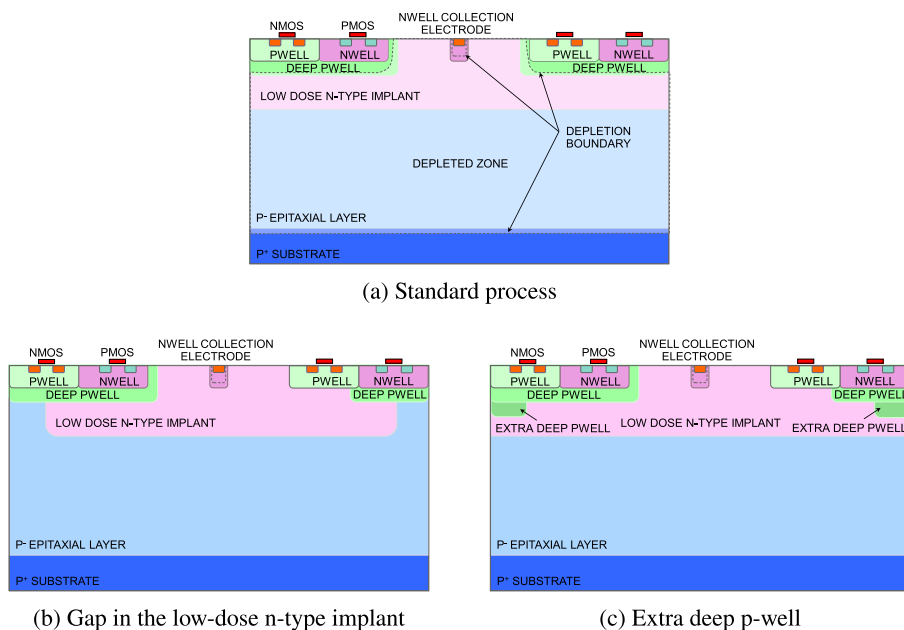 NWELL COLLECTION
ELECTRODE
NMOS PMOS
PWELL NWELL PWELL NWELL
DEEP PWELL DEEP PWELL
LOW DOSE N-TYPE IMPLANT
DEPLETION
BOUNDARY
DEPLETED ZONE
P⁻ EPITAXIAL LAYER
P⁺ SUBSTRATE
(a) Standard process
NWELL COLLECTION
ELECTRODE
NMOS PMOS
PWELL NWELL PWELL NWELL
DEEP PWELL DEEP PWELL
LOW DOSE N-TYPE IMPLANT
P⁻ EPITAXIAL LAYER
P⁺ SUBSTRATE
(b) Gap in the low-dose n-type implant
NWELL COLLECTION
ELECTRODE
NMOS PMOS
PWELL NWELL PWELL NWELL
DEEP PWELL DEEP PWELL
EXTRA DEEP PWELL LOW DOSE N-TYPE IMPLANT EXTRA DEEP PWELL
P⁻ EPITAXIAL LAYER
P⁺ SUBSTRATE
(c) Extra deep p-well